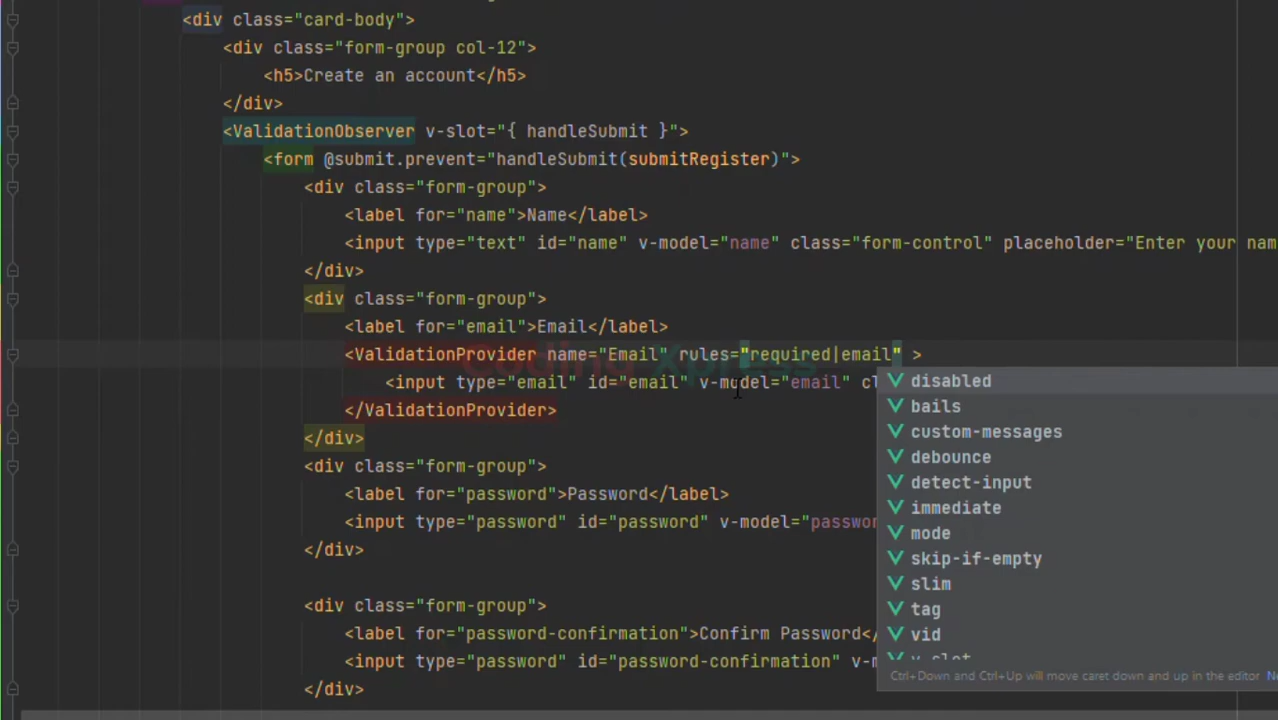 <div class="card-body">
<div class="form-group col-12">
<h5>Create an account</h5>
</div>
<ValidationObserver v-slot="{ handleSubmit }">
<form @submit.prevent="handleSubmit(submitRegister)">
<div class="form-group">
<label for="name">Name</label>
<input type="text" id="name" v-model="name" class="form-control" placeholder="Enter your nam
</div>
<div class="form-group">
<label for="email">Email</label>
<ValidationProvider name="Email" rules="required|email" >
Coding Xpress
<input type="email" id="email" v-model="email" cl
</ValidationProvider>
</div>
<div class="form-group">
<label for="password">Password</label>
<input type="password" id="password" v-model="passwor
</div>
<div class="form-group">
<label for="password-confirmation">Confirm Password</
<input type="password" id="password-confirmation" v-m
</div>
disabled
bails
custom-messages
debounce
detect-input
immediate
mode
skip-if-empty
slim
tag
vid
v-slot
Ctrl+Down and Ctrl+Up will move caret down and up in the editor Ne